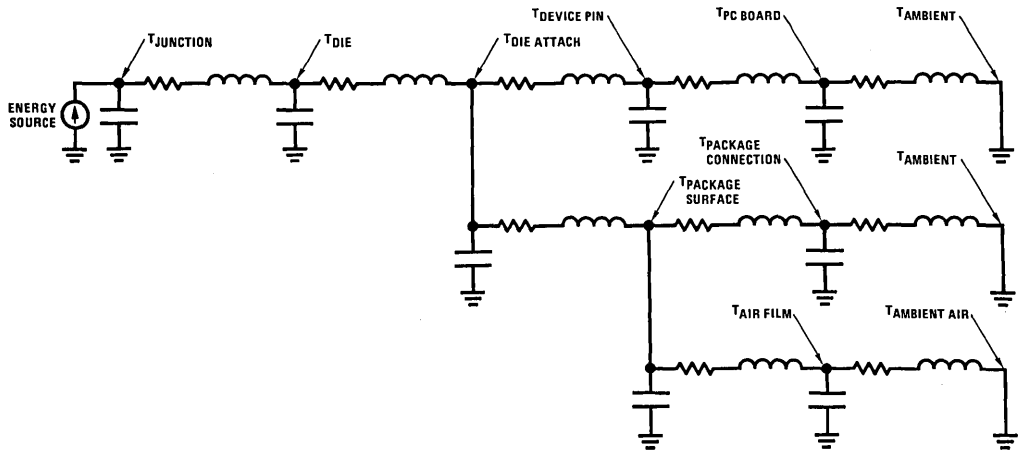 TJUNCTION
TDIE
TDIE ATTACH
TDEVICE PIN
TPC BOARD
TAMBIENT
ENERGY
SOURCE
TPACKAGE
CONNECTION
TAMBIENT
TPACKAGE
SURFACE
TAIR FILM
TAMBIENT AIR